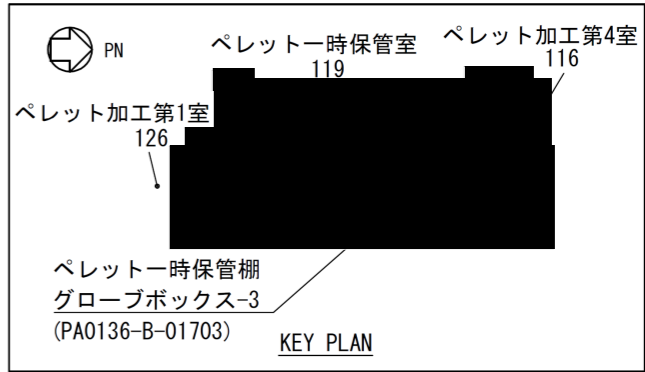 PN
ペレット一時保管室
119
ペレット加工第4室
116
ペレット加工第1室
126
ペレット一時保管棚
グローブボックス-3
(PA0136-B-01703)
KEY PLAN